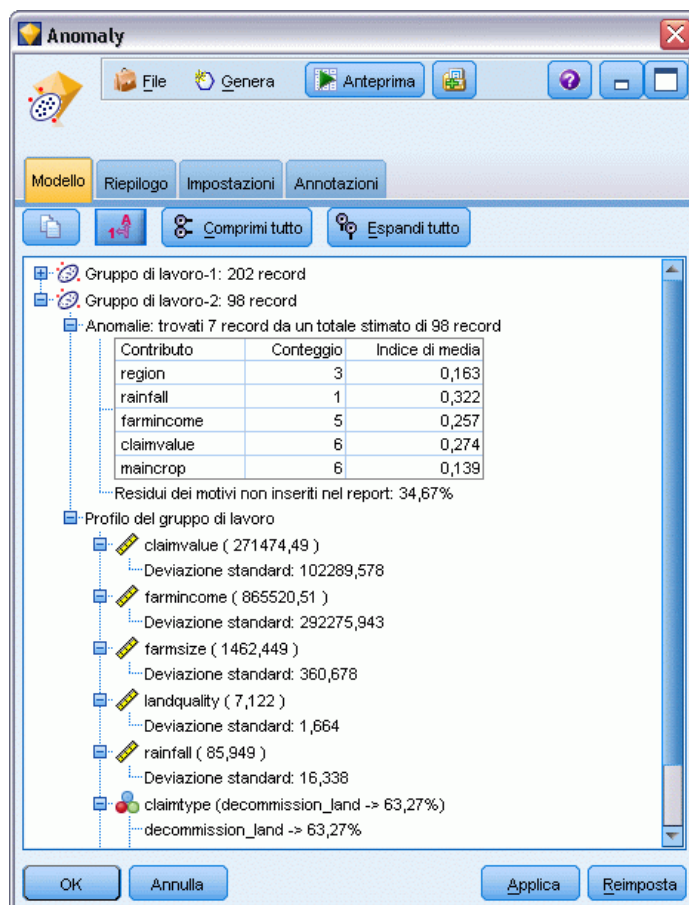 Anomaly
File Genera Anteprima
Modello Riepilogo Impostazioni Annotazioni
Comprimi tutto Espandi tutto
Gruppo di lavoro-1: 202 record
Gruppo di lavoro-2: 98 record
Anomalie: trovati 7 record da un totale stimato di 98 record
Contributo Conteggio Indice di media
region 3 0,163
rainfall 1 0,322
farmincome 5 0,257
claimvalue 6 0,274
maincrop 6 0,139
Residui dei motivi non inseriti nel report: 34,67%
Profilo del gruppo di lavoro
claimvalue ( 271474,49 )
Deviazione standard: 102289,578
farmincome ( 865520,51 )
Deviazione standard: 292275,943
farmsize ( 1462,449 )
Deviazione standard: 360,678
landquality ( 7,122 )
Deviazione standard: 1,664
rainfall ( 85,949 )
Deviazione standard: 16,338
claimtype (decommission_land -> 63,27%)
decommission_land -> 63,27%
OK Annulla Applica Reimposta